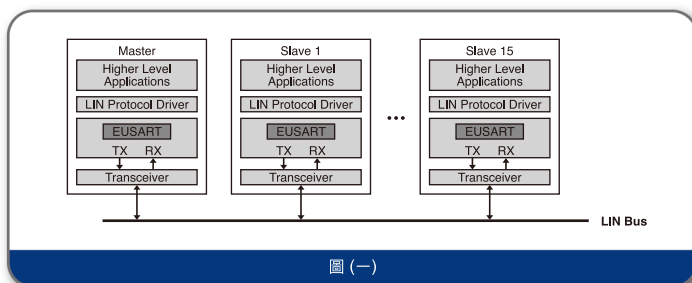 Master
Higher Level
Applications
LIN Protocol Driver
EUSART
TX RX
Transceiver
Slave 1
Higher Level
Applications
LIN Protocol Driver
EUSART
TX RX
Transceiver
...
Slave 15
Higher Level
Applications
LIN Protocol Driver
EUSART
TX RX
Transceiver
LIN Bus
圖 (一)